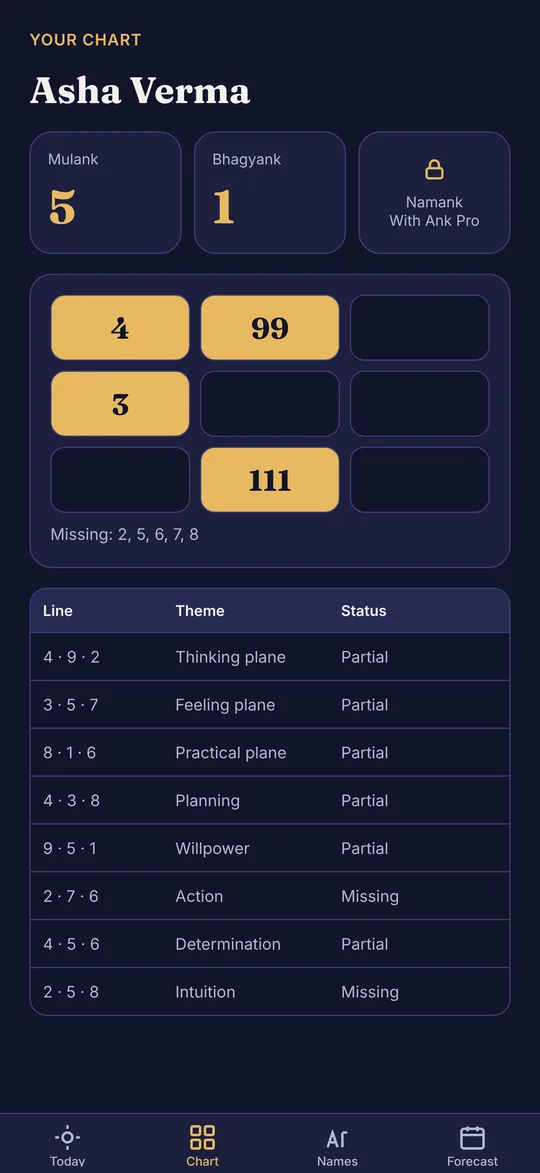 YOUR CHART
Asha Verma
Mulank
5
Bhagyank
1
Namank
With Ank Pro
4 99
3
111
Missing: 2, 5, 6, 7, 8
Line Theme Status
4 · 9 · 2 Thinking plane Partial
3 · 5 · 7 Feeling plane Partial
8 · 1 · 6 Practical plane Partial
4 · 3 · 8 Planning Partial
9 · 5 · 1 Willpower Partial
2 · 7 · 6 Action Missing
4 · 5 · 6 Determination Partial
2 · 5 · 8 Intuition Missing
Today Chart Names Forecast